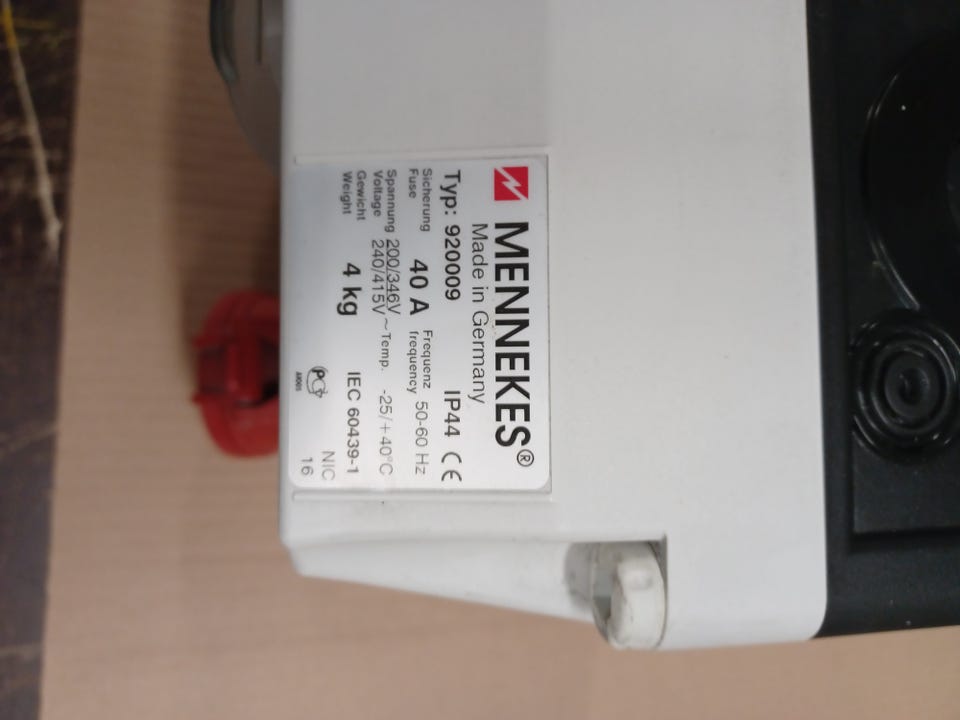 MENNEKES®
Made in Germany
Typ: 920009 IP44 CE
Sicherung
Fuse 40 A Frequenz
frequency 50-60 Hz
Spannung
Voltage 200/346V
240/415V ~ Temp. -25/+40°C
Gewicht
Weight 4 kg IEC 60439-1
NIC
16